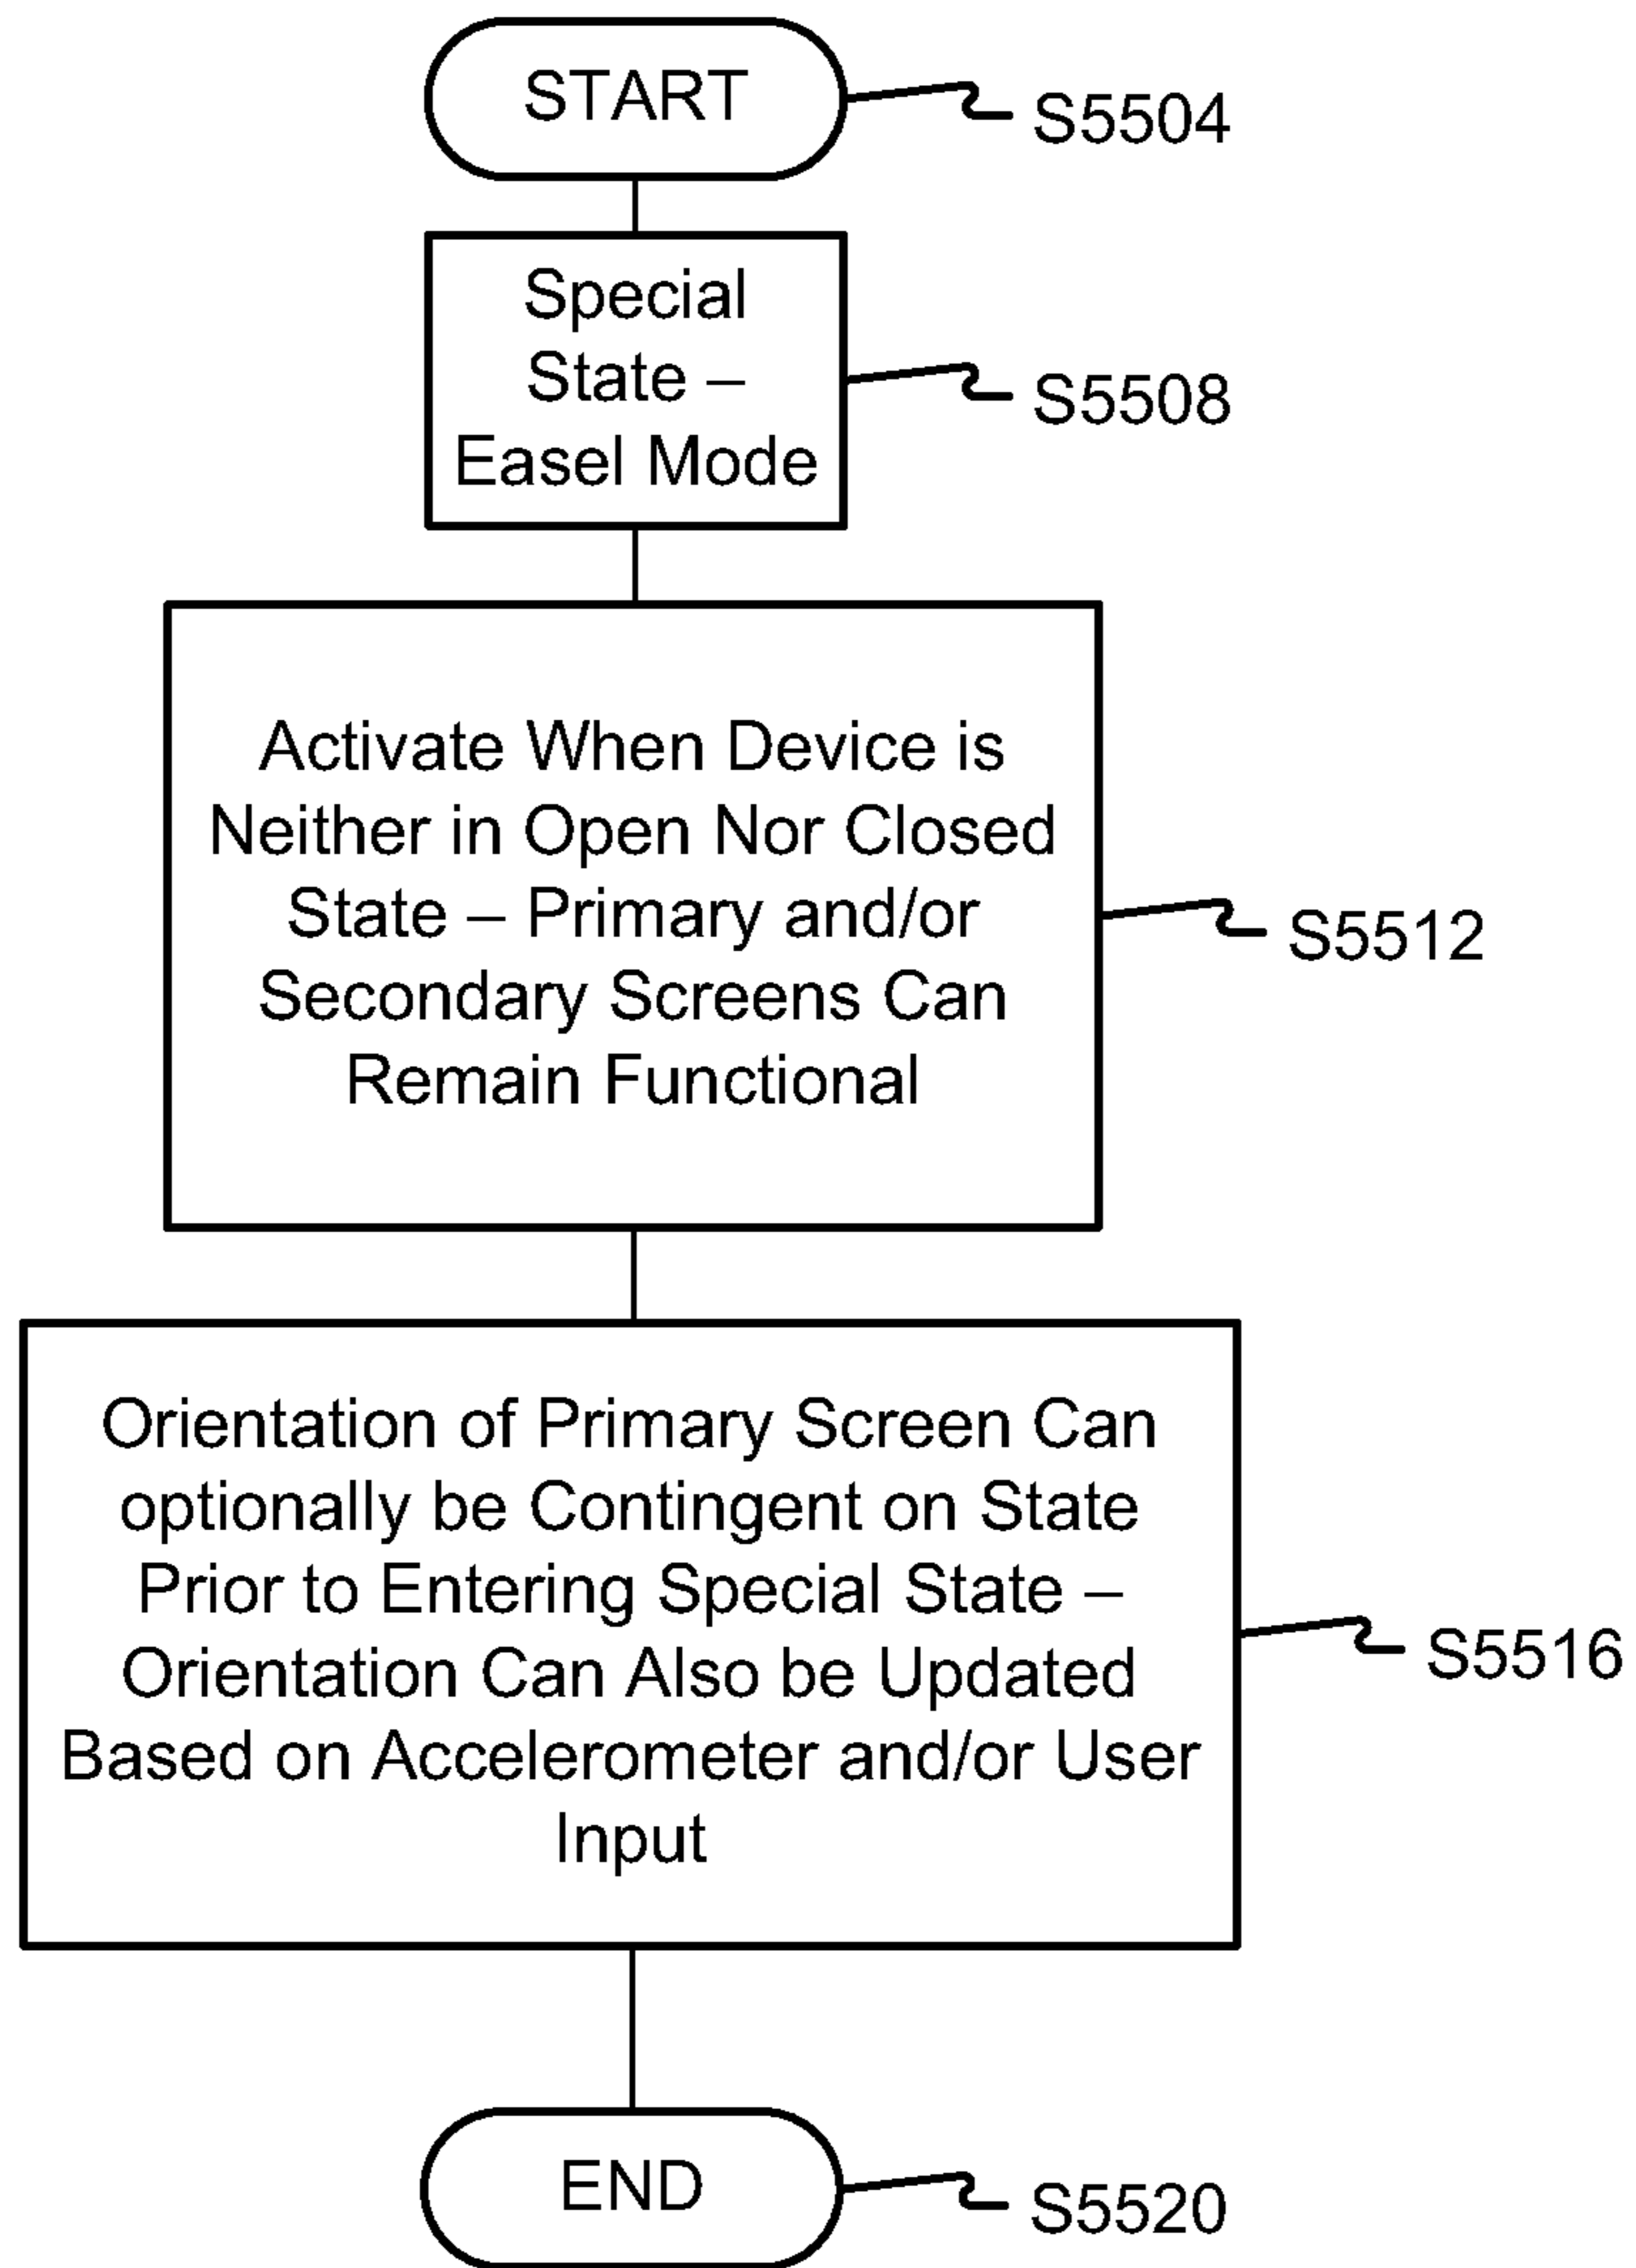 START
S5504
Special
State –
Easel Mode
S5508
Activate When Device is
Neither in Open Nor Closed
State – Primary and/or
Secondary Screens Can
Remain Functional
S5512
Orientation of Primary Screen Can
optionally be Contingent on State
Prior to Entering Special State –
Orientation Can Also be Updated
Based on Accelerometer and/or User
Input
S5516
END
S5520